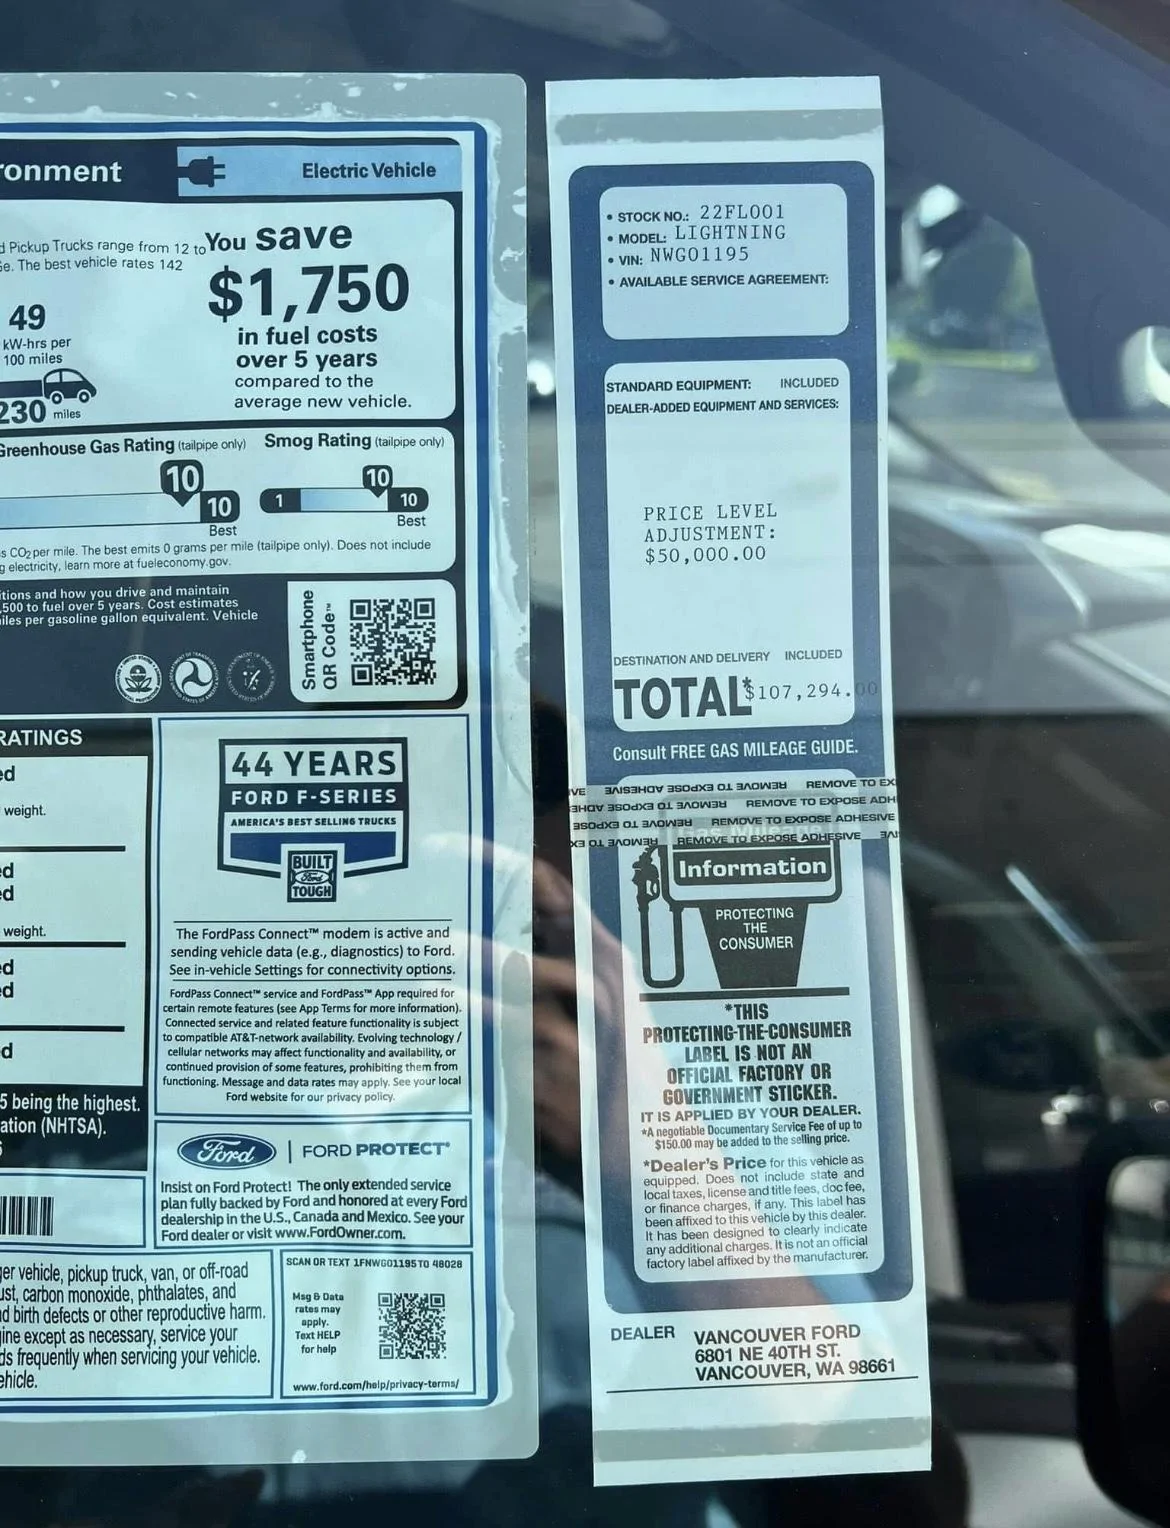 ronment
Electric Vehicle
d Pickup Trucks range from 12 to
Ge. The best vehicle rates 142
You save
$1,750
in fuel costs
over 5 years
compared to the
average new vehicle.
49
kW-hrs per
100 miles
230 miles
Greenhouse Gas Rating (tailpipe only)
Smog Rating (tailpipe only)
10
10
Best
1
10
10
Best
s CO2 per mile. The best emits 0 grams per mile (tailpipe only). Does not include
g electricity, learn more at fueleconomy.gov.
itions and how you drive and maintain
,500 to fuel over 5 years. Cost estimates
iles per gasoline gallon equivalent. Vehicle
Smartphone
QR Code™
RATINGS
ed
weight.
ed
ed
weight.
ed
ed
d
5 being the highest.
ation (NHTSA).
44 YEARS
FORD F-SERIES
AMERICA'S BEST SELLING TRUCKS
BUILT
Ford
TOUGH
The FordPass Connect™ modem is active and
sending vehicle data (e.g., diagnostics) to Ford.
See in-vehicle Settings for connectivity options.
FordPass Connect™ service and FordPass™ App required for
certain remote features (see App Terms for more information).
Connected service and related feature functionality is subject
to compatible AT&T-network availability. Evolving technology /
cellular networks may affect functionality and availability, or
continued provision of some features, prohibiting them from
functioning. Message and data rates may apply. See your local
Ford website for our privacy policy.
Ford | FORD PROTECT
Insist on Ford Protect! The only extended service
plan fully backed by Ford and honored at every Ford
dealership in the U.S., Canada and Mexico. See your
Ford dealer or visit www.FordOwner.com.
ger vehicle, pickup truck, van, or off-road
ust, carbon monoxide, phthalates, and
nd birth defects or other reproductive harm.
gine except as necessary, service your
ds frequently when servicing your vehicle.
ehicle.
SCAN OR TEXT 1FNWG01195 TO 48028
Msg & Data
rates may
apply.
Text HELP
for help
www.ford.com/help/privacy-terms/
• STOCK NO.: 22FL001
• MODEL: LIGHTNING
• VIN: NWG01195
• AVAILABLE SERVICE AGREEMENT:
STANDARD EQUIPMENT: INCLUDED
DEALER-ADDED EQUIPMENT AND SERVICES:
PRICE LEVEL
ADJUSTMENT:
$50,000.00
DESTINATION AND DELIVERY INCLUDED
TOTAL* $107,294.00
Consult FREE GAS MILEAGE GUIDE.
VE REMOVE TO EXPOSE ADHESIVE REMOVE TO EX
REMOVE TO EXPOSE ADHE REMOVE TO EXPOSE ADH
REMOVE TO EXPOSE REMOVE TO EXPOSE ADHESIVE
REMOVE TO EX REMOVE TO EXPOSE ADHESIVE
Gas Mileage
Information
PROTECTING
THE
CONSUMER
*THIS
PROTECTING-THE-CONSUMER
LABEL IS NOT AN
OFFICIAL FACTORY OR
GOVERNMENT STICKER.
IT IS APPLIED BY YOUR DEALER.
*A negotiable Documentary Service Fee of up to
$150.00 may be added to the selling price.
*Dealer's Price for this vehicle as
equipped. Does not include state and
local taxes, license and title fees, doc fee,
or finance charges, if any. This label has
been affixed to this vehicle by this dealer.
It has been designed to clearly indicate
any additional charges. It is not an official
factory label affixed by the manufacturer.
DEALER VANCOUVER FORD
6801 NE 40TH ST.
VANCOUVER, WA 98661